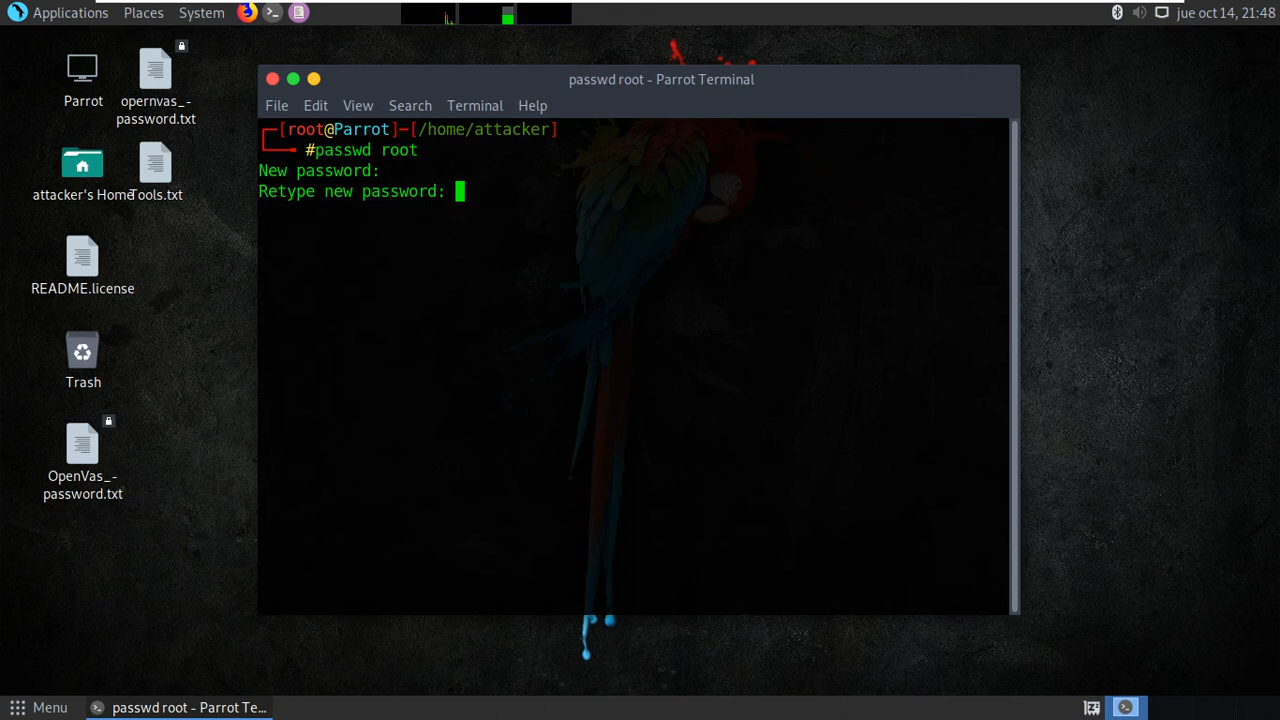 Applications Places System
jue oct 14, 21:48
Parrot
opernvas_-
password.txt
attacker's Home
Tools.txt
README.license
Trash
OpenVas_-
password.txt
passwd root - Parrot Terminal
File Edit View Search Terminal Help
[root@Parrot]-[/home/attacker]
#passwd root
New password:
Retype new password:
Menu
passwd root - Parrot Te...